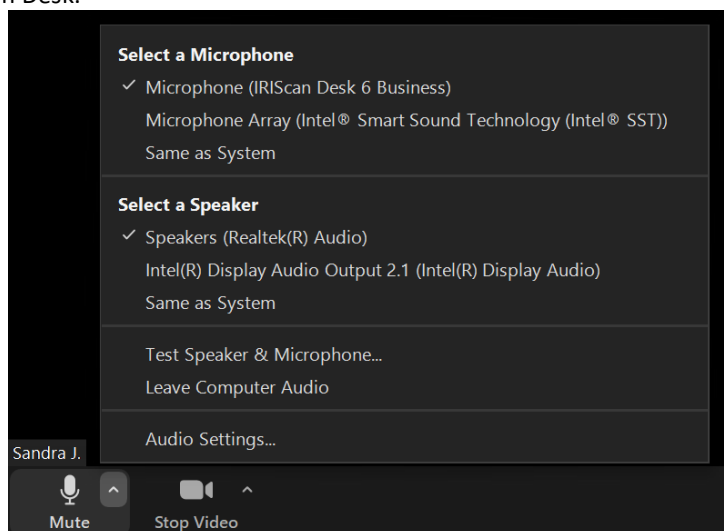 Desk.
Select a Microphone
✓ Microphone (IRIScan Desk 6 Business)
Microphone Array (Intel® Smart Sound Technology (Intel® SST))
Same as System
Select a Speaker
✓ Speakers (Realtek(R) Audio)
Intel(R) Display Audio Output 2.1 (Intel(R) Display Audio)
Same as System
Test Speaker & Microphone...
Leave Computer Audio
Audio Settings...
Sandra J.
Mute Stop Video